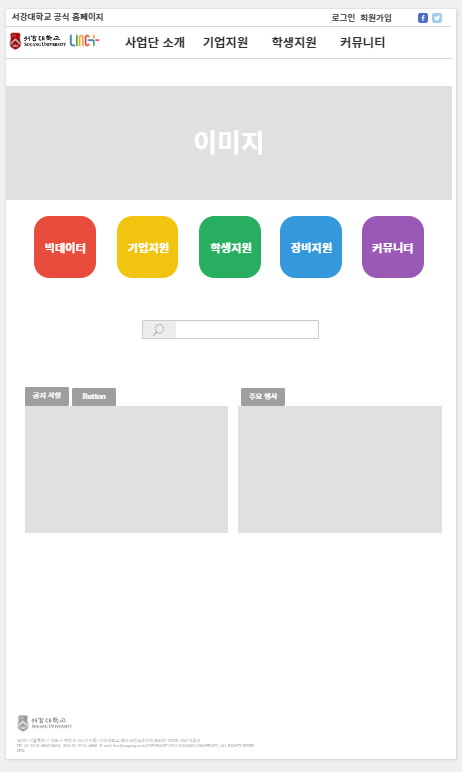 서강대학교 공식 홈페이지
로그인 회원가입
서강대학교
SOGANG UNIVERSITY
LINC+
사업단 소개 기업지원 학생지원 커뮤니티
이미지
빅데이터 기업지원 학생지원 장비지원 커뮤니티
공지 사항 Button 주요 행사
서강대학교
SOGANG UNIVERSITY